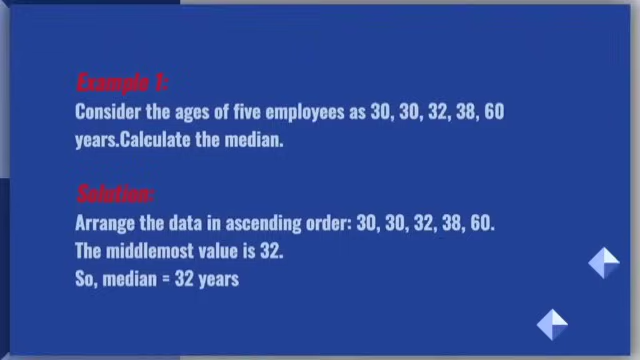 Example 1:
Consider the ages of five employees as 30, 30, 32, 38, 60
years.Calculate the median.
Solution:
Arrange the data in ascending order: 30, 30, 32, 38, 60.
The middlemost value is 32.
So, median = 32 years